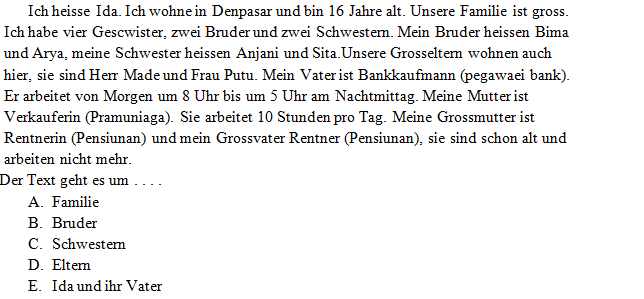 Ich heisse Ida. Ich wohne in Denpasar und bin 16 Jahre alt. Unsere Familie ist gross.
Ich habe vier Gescwister, zwei Bruder und zwei Schwestern. Mein Bruder heissen Bima
und Arya, meine Schwester heissen Anjani und Sita.Unsere Grosseltern wohnen auch
hier, sie sind Herr Made und Frau Putu. Mein Vater ist Bankkaufmann (pegawaei bank).
Er arbeitet von Morgen um 8 Uhr bis um 5 Uhr am Nachtmittag. Meine Mutter ist
Verkauferin (Pramuniaga). Sie arbeitet 10 Stunden pro Tag. Meine Grossmutter ist
Rentnerin (Pensiunan) und mein Grossvater Rentner (Pensiunan), sie sind schon alt und
arbeiten nicht mehr.
Der Text geht es um . . . .
A. Familie
B. Bruder
C. Schwestern
D. Eltern
E. Ida und ihr Vater